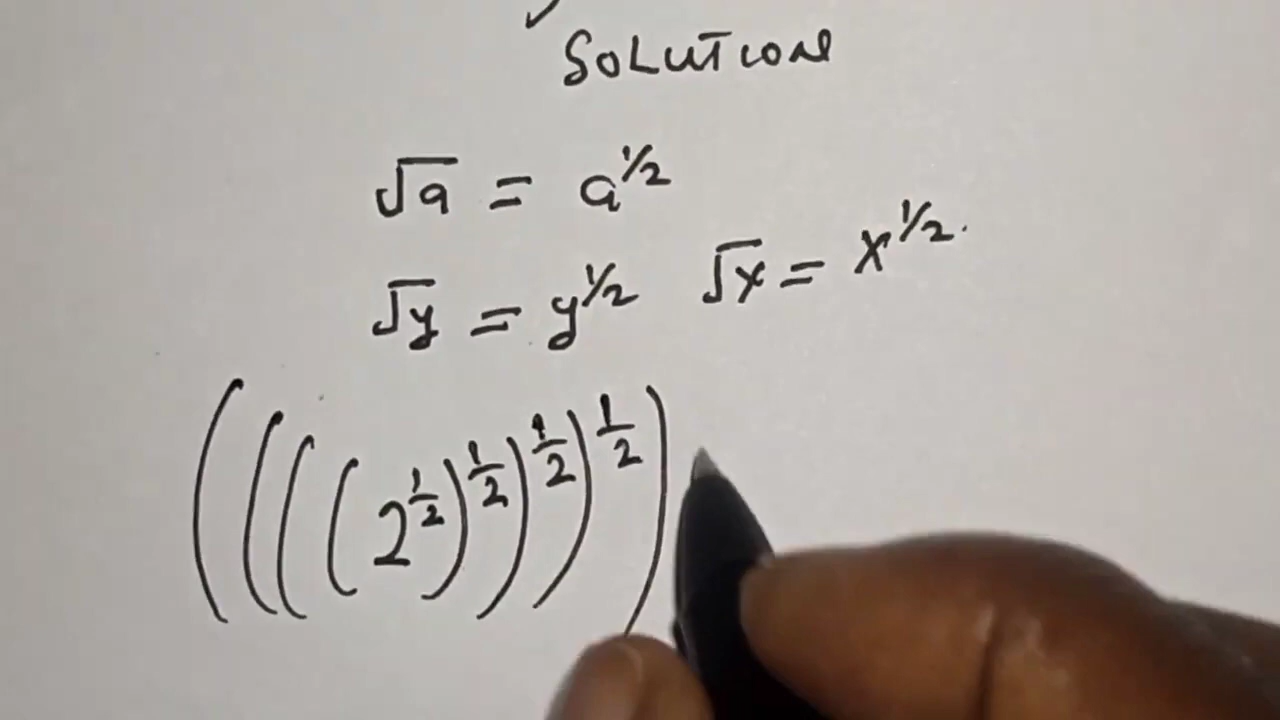 SOLUTION
√a = a^½
√y = y^½ √x = x^½.
((((2^½)^½)^½)^½)